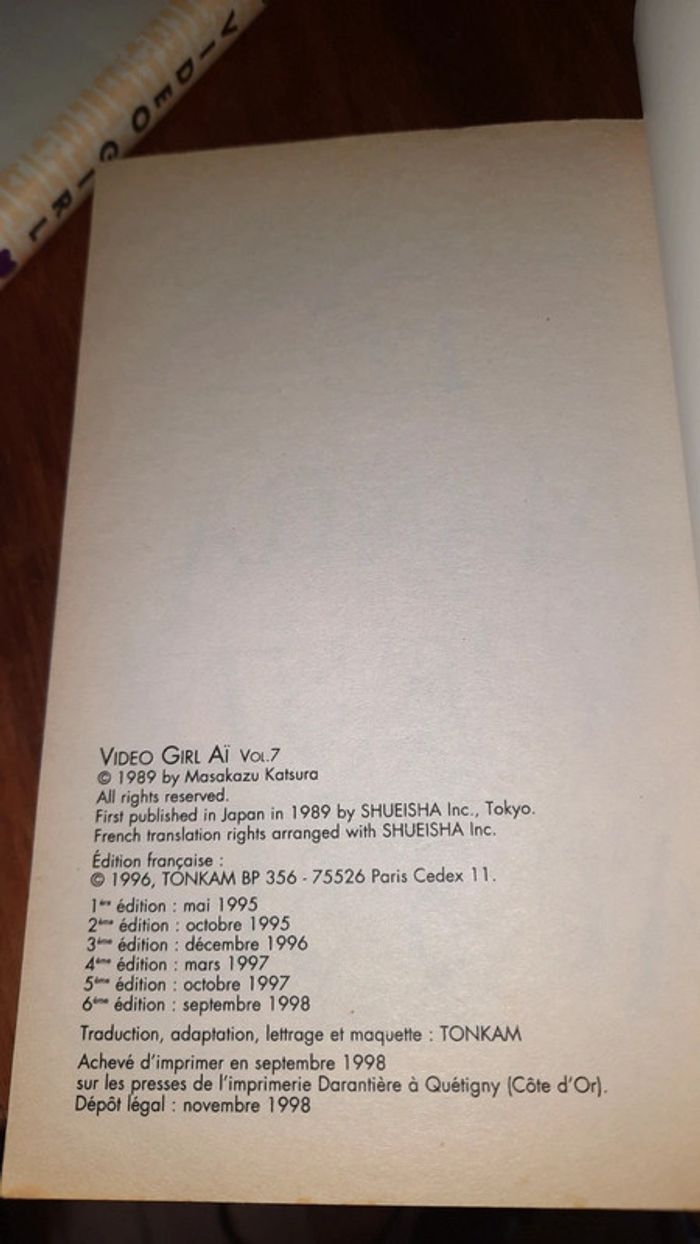 VIDEO GIRL
VIDEO GIRL AÏ VOL.7
© 1989 by Masakazu Katsura
All rights reserved.
First published in Japan in 1989 by SHUEISHA Inc., Tokyo.
French translation rights arranged with SHUEISHA Inc.
Édition française :
© 1996, TONKAM BP 356 - 75526 Paris Cedex 11.
1ère édition : mai 1995
2ème édition : octobre 1995
3ème édition : décembre 1996
4ème édition : mars 1997
5ème édition : octobre 1997
6ème édition : septembre 1998
Traduction, adaptation, lettrage et maquette : TONKAM
Achevé d'imprimer en septembre 1998
sur les presses de l'imprimerie Darantière à Quétigny (Côte d'Or).
Dépôt légal : novembre 1998